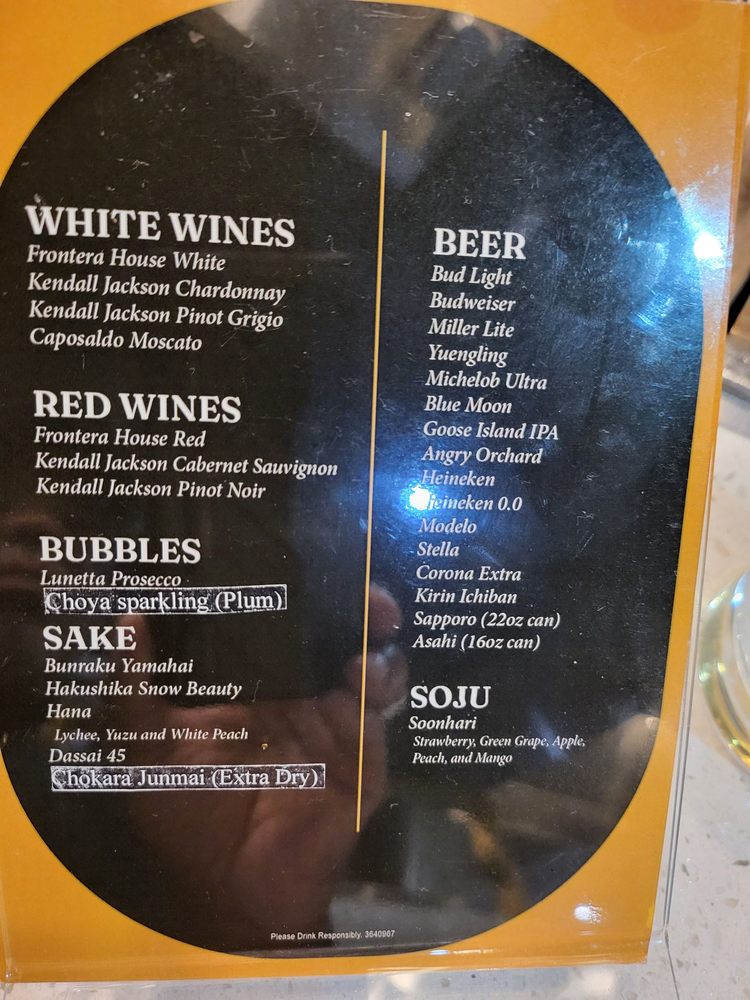 WHITE WINES
Frontera House White
Kendall Jackson Chardonnay
Kendall Jackson Pinot Grigio
Caposaldo Moscato
RED WINES
Frontera House Red
Kendall Jackson Cabernet Sauvignon
Kendall Jackson Pinot Noir
BUBBLES
Lunetta Prosecco
Choya sparkling (Plum)
SAKE
Bunraku Yamahai
Hakushika Snow Beauty
Hana
Lychee, Yuzu and White Peach
Dassai 45
Chokara Junmai (Extra Dry)
BEER
Bud Light
Budweiser
Miller Lite
Yuengling
Michelob Ultra
Blue Moon
Goose Island IPA
Angry Orchard
Heineken
Heineken 0.0
Modelo
Stella
Corona Extra
Kirin Ichiban
Sapporo (22oz can)
Asahi (16oz can)
SOJU
Soonhari
Strawberry, Green Grape, Apple,
Peach, and Mango
Please Drink Responsibly. 3640967